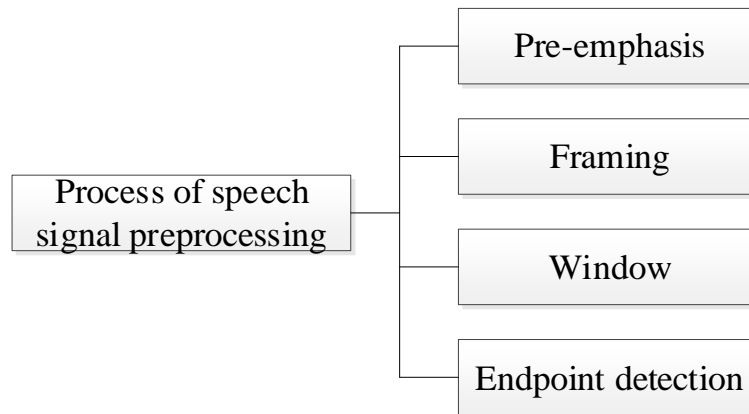 Pre-emphasis
Framing
Process of speech
signal preprocessing
Window
Endpoint detection